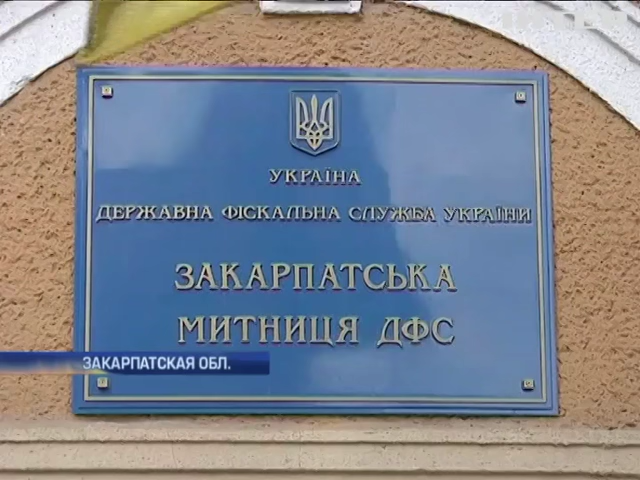 УКРАЇНА
ДЕРЖАВНА ФІСКАЛЬНА СЛУЖБА УКРАЇНИ
ЗАКАРПАТСЬКА
МИТНИЦЯ ДФС
ЗАКАРПАТСКАЯ ОБЛ.